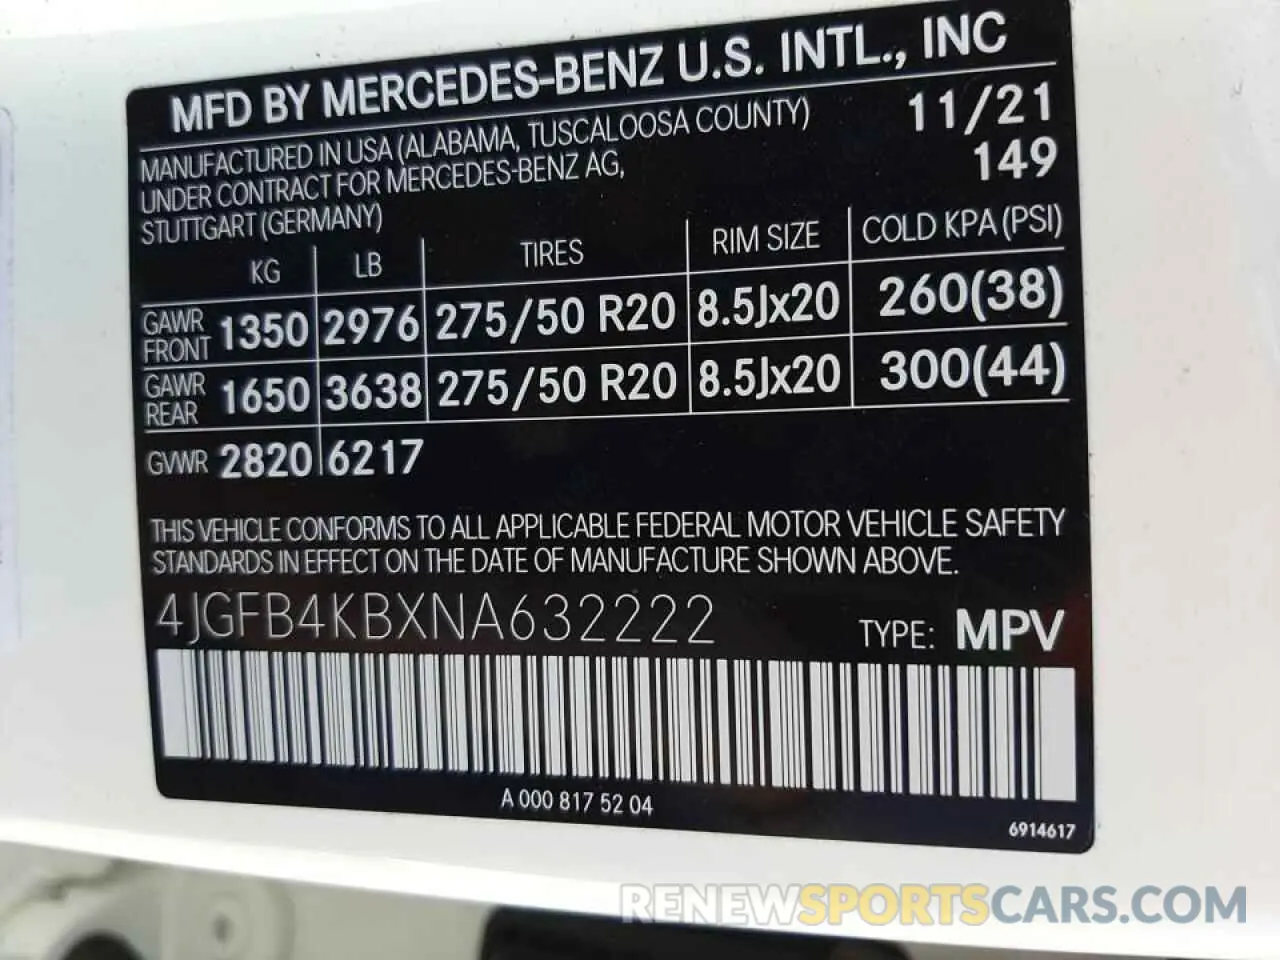 MFD BY MERCEDES-BENZ U.S. INTL., INC
MANUFACTURED IN USA (ALABAMA, TUSCALOOSA COUNTY) 11/21
UNDER CONTRACT FOR MERCEDES-BENZ AG, 149
STUTTGART (GERMANY)
KG LB TIRES RIM SIZE COLD KPA (PSI)
GAWR FRONT 1350 2976 275/50 R20 8.5Jx20 260(38)
GAWR REAR 1650 3638 275/50 R20 8.5Jx20 300(44)
GVWR 2820 6217
THIS VEHICLE CONFORMS TO ALL APPLICABLE FEDERAL MOTOR VEHICLE SAFETY
STANDARDS IN EFFECT ON THE DATE OF MANUFACTURE SHOWN ABOVE.
4JGFB4KBXNA632222 TYPE: MPV
A 000 817 52 04
6914617
RENEWSPORTSCARS.COM